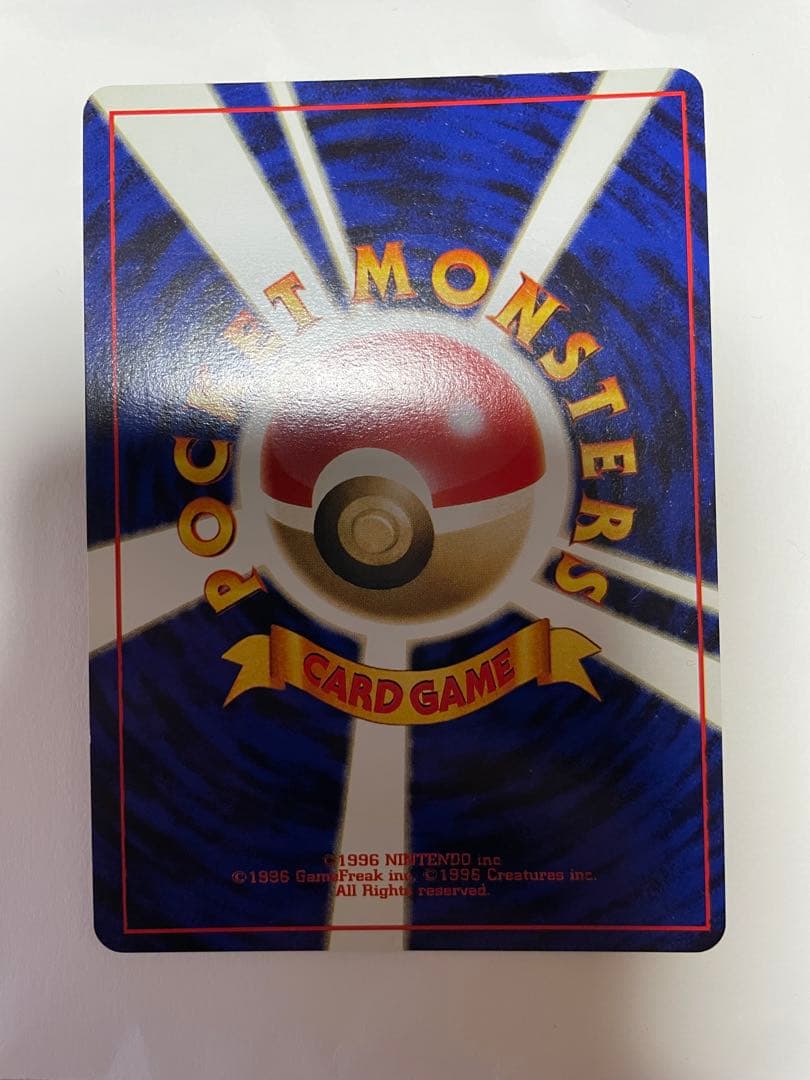 POCKET MONSTERS
CARD GAME
©1996 NINTENDO inc
©1996 GameFreak inc. ©1996 Creatures inc.
All Rights reserved.